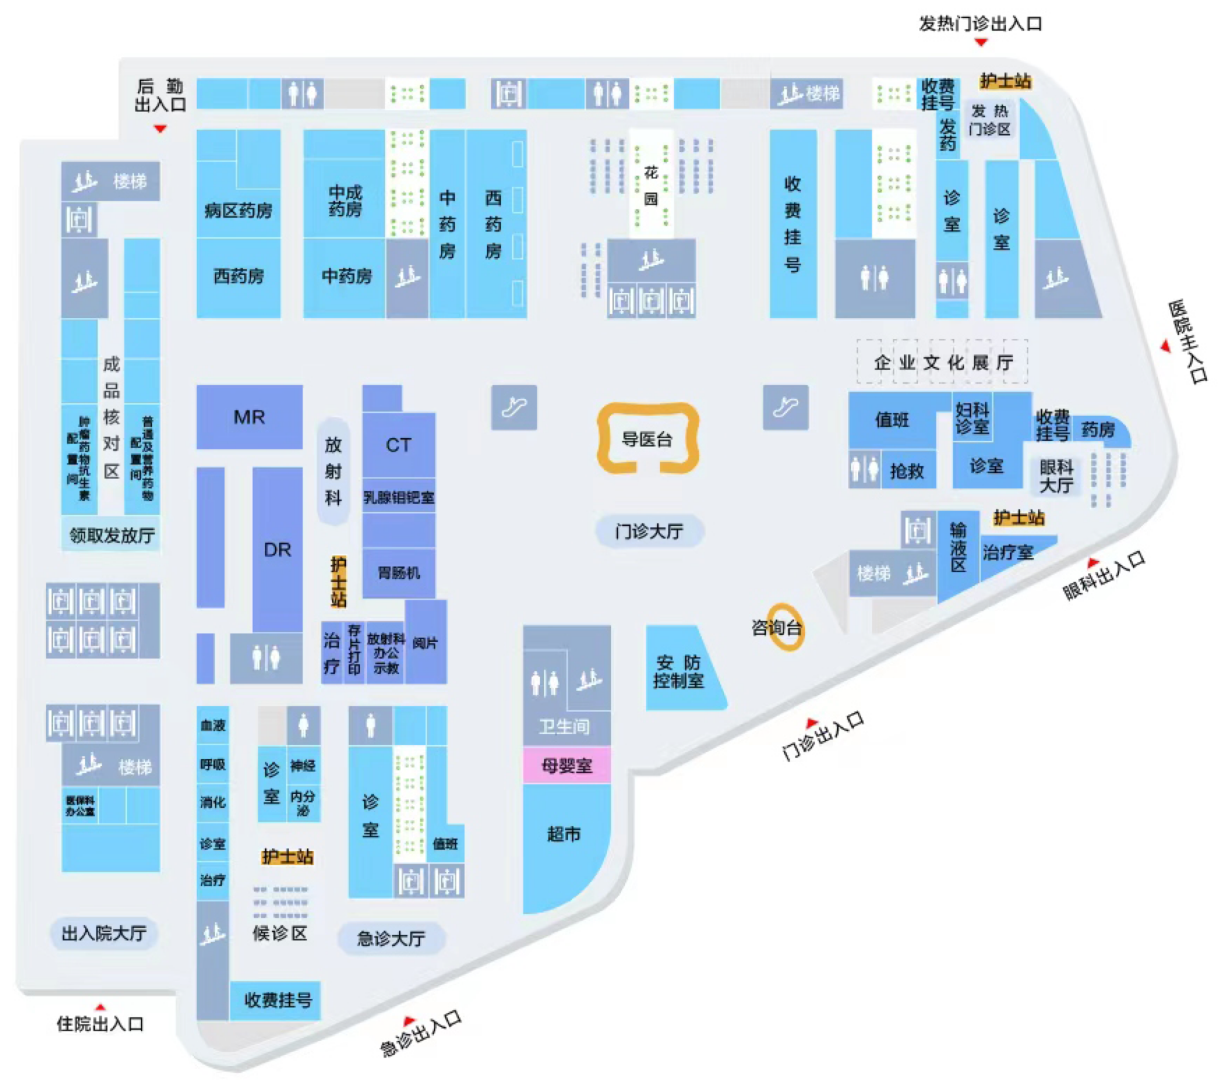 发热门诊出入口
后 勤
出入口
楼梯
收费
挂号
护士站
发 热
门诊区
发药
楼梯
病区药房
中成
药房
中药房
西药房
花园
收费挂号
诊室
诊室
西药房
中药房
医院主入口
企业文化展厅
成品核对区
肿瘤药物抗生素
配置间
普通及营养药物
配置间
领取发放厅
MR
放射科
CT
乳腺钼钯室
DR
胃肠机
护士站
治疗
存片打印
放射科
办公
示教
阅片
导医台
门诊大厅
值班
妇科
诊室
收费
挂号
药房
抢救
诊室
眼科
大厅
护士站
输液区
治疗室
楼梯
眼科出入口
咨询台
安 防
控制室
门诊出入口
卫生间
母婴室
超市
楼梯
医保科
办公室
血液
呼吸
消化
诊室
治疗
诊室
神经
内分
泌
诊室
值班
护士站
候诊区
急诊大厅
出入院大厅
收费挂号
住院出入口
急诊出入口